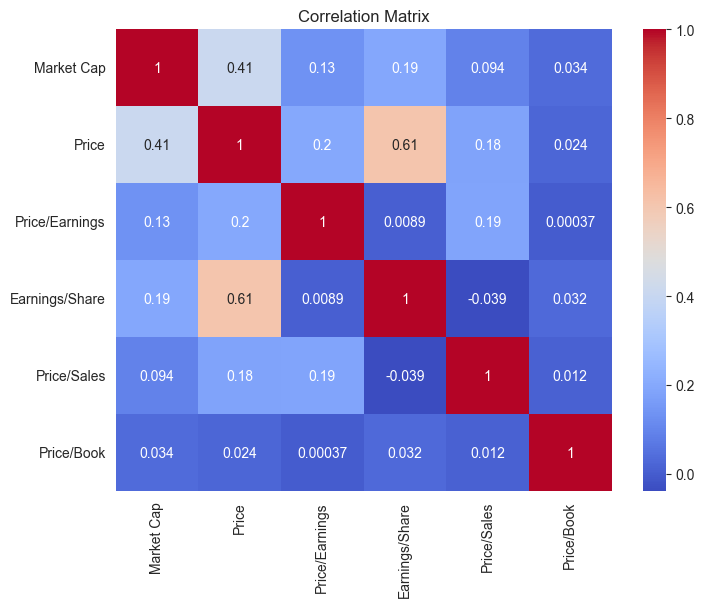 Correlation Matrix
Market Cap 1 0.41 0.13 0.19 0.094 0.034
Price 0.41 1 0.2 0.61 0.18 0.024
Price/Earnings 0.13 0.2 1 0.0089 0.19 0.00037
Earnings/Share 0.19 0.61 0.0089 1 -0.039 0.032
Price/Sales 0.094 0.18 0.19 -0.039 1 0.012
Price/Book 0.034 0.024 0.00037 0.032 0.012 1
Market Cap
Price
Price/Earnings
Earnings/Share
Price/Sales
Price/Book
1.0
0.8
0.6
0.4
0.2
0.0